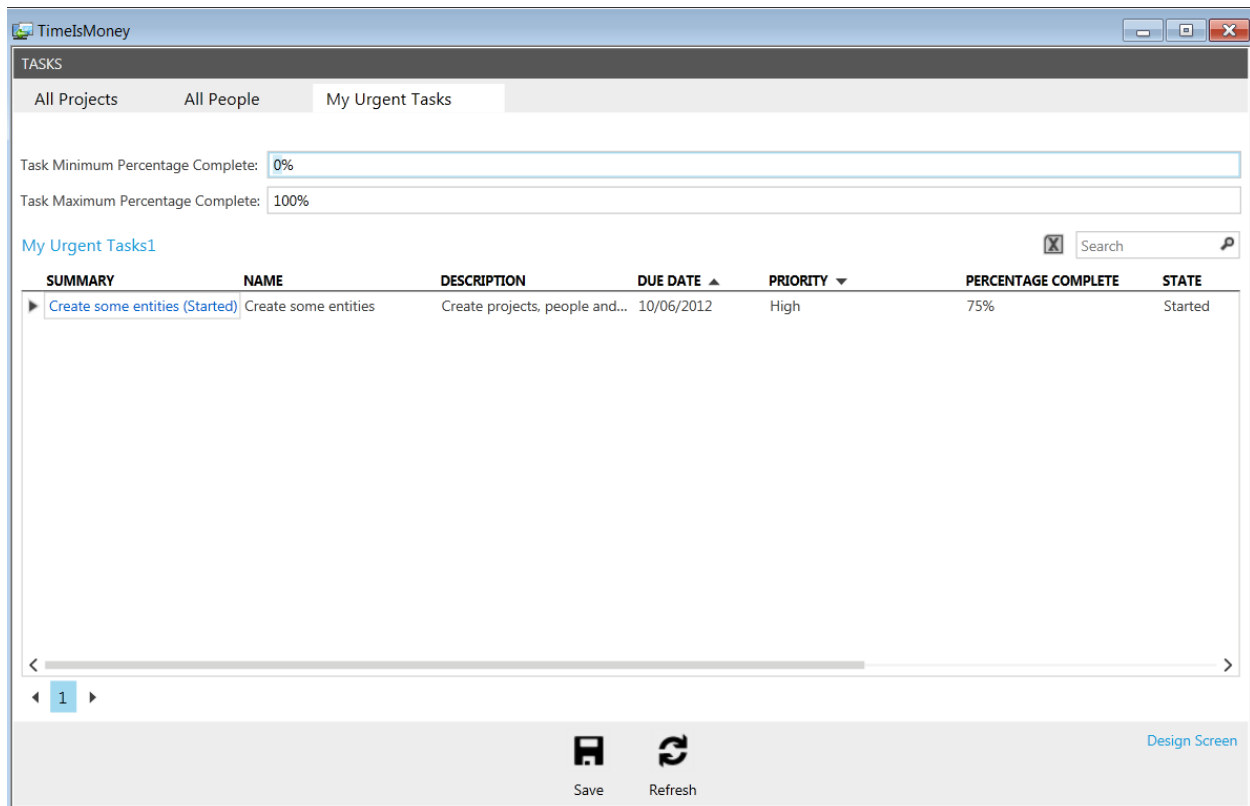 TimeIsMoney
TASKS
All Projects All People My Urgent Tasks
Task Minimum Percentage Complete: 0%
Task Maximum Percentage Complete: 100%
My Urgent Tasks1 Search
SUMMARY NAME DESCRIPTION DUE DATE PRIORITY PERCENTAGE COMPLETE STATE
Create some entities (Started) Create some entities Create projects, people and... 10/06/2012 High 75% Started
1
Design Screen
Save Refresh